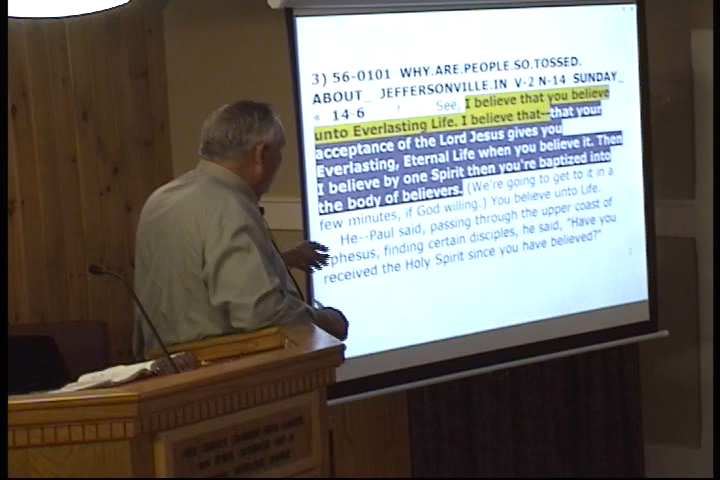 3) 56-0101 WHY.ARE.PEOPLE.SO.TOSSED.
ABOUT_ JEFFERSONVILLE.IN V-2 N-14 SUNDAY_
« 14-6 ' See, I believe that you believe
unto Everlasting Life. I believe that--that your
acceptance of the Lord Jesus gives you
Everlasting, Eternal Life when you believe it. Then
I believe by one Spirit then you're baptized into
the body of believers. (We're going to get to it in a
few minutes, if God willing.) You believe unto Life.
He--Paul said, passing through the upper coast of
phesus, finding certain disciples, he said, "Have you
received the Holy Spirit since you have believed?"